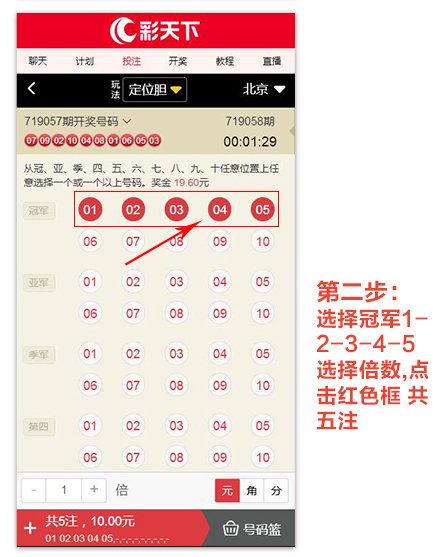 彩天下
聊天 计划 投注 开奖 教程 直播
玩法 定位胆 北京
719057期开奖号码 719058期
07 09 02 10 04 08 01 06 05 03 00:01:29
从冠、亚、季、四、五、六、七、八、九、十任意位置上任
意选择一个或一个以上号码。奖金 19.60元
冠军 01 02 03 04 05
06 07 08 09 10
亚军 01 02 03 04 05
06 07 08 09 10
季军 01 02 03 04 05
06 07 08 09 10
第四 01 02 03 04 05
06 07 08 09 10
- 1 + 倍 元 角 分
+ 共5注，10.00元 号码篮
01 02 03 04 05,-,-,-,-,-,-,-,-,-
第二步：
选择冠军1-
2-3-4-5
选择倍数,点
击红色框 共
五注